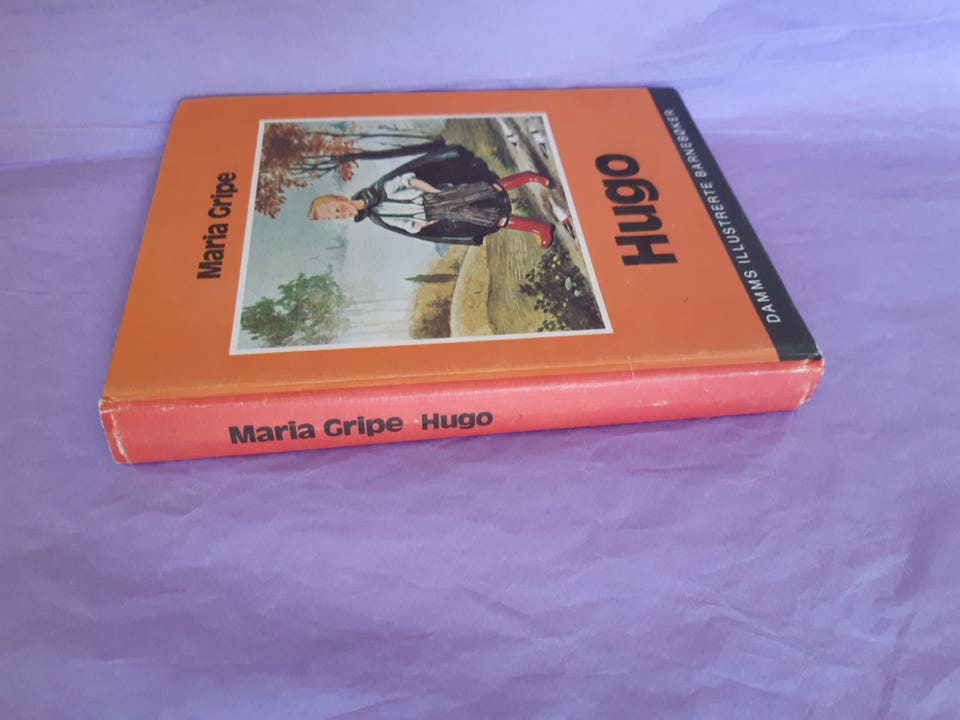 Maria Gripe
Hugo
DAMMS ILLUSTRERTE BARNEBØKER
Maria Gripe Hugo